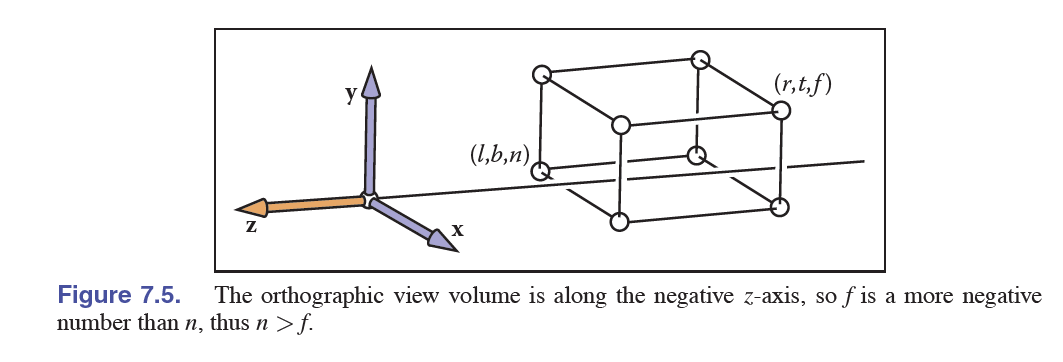 y
(r,t,f)
(l,b,n)
z
x
Figure 7.5. The orthographic view volume is along the negative z-axis, so f is a more negative
number than n, thus n > f.